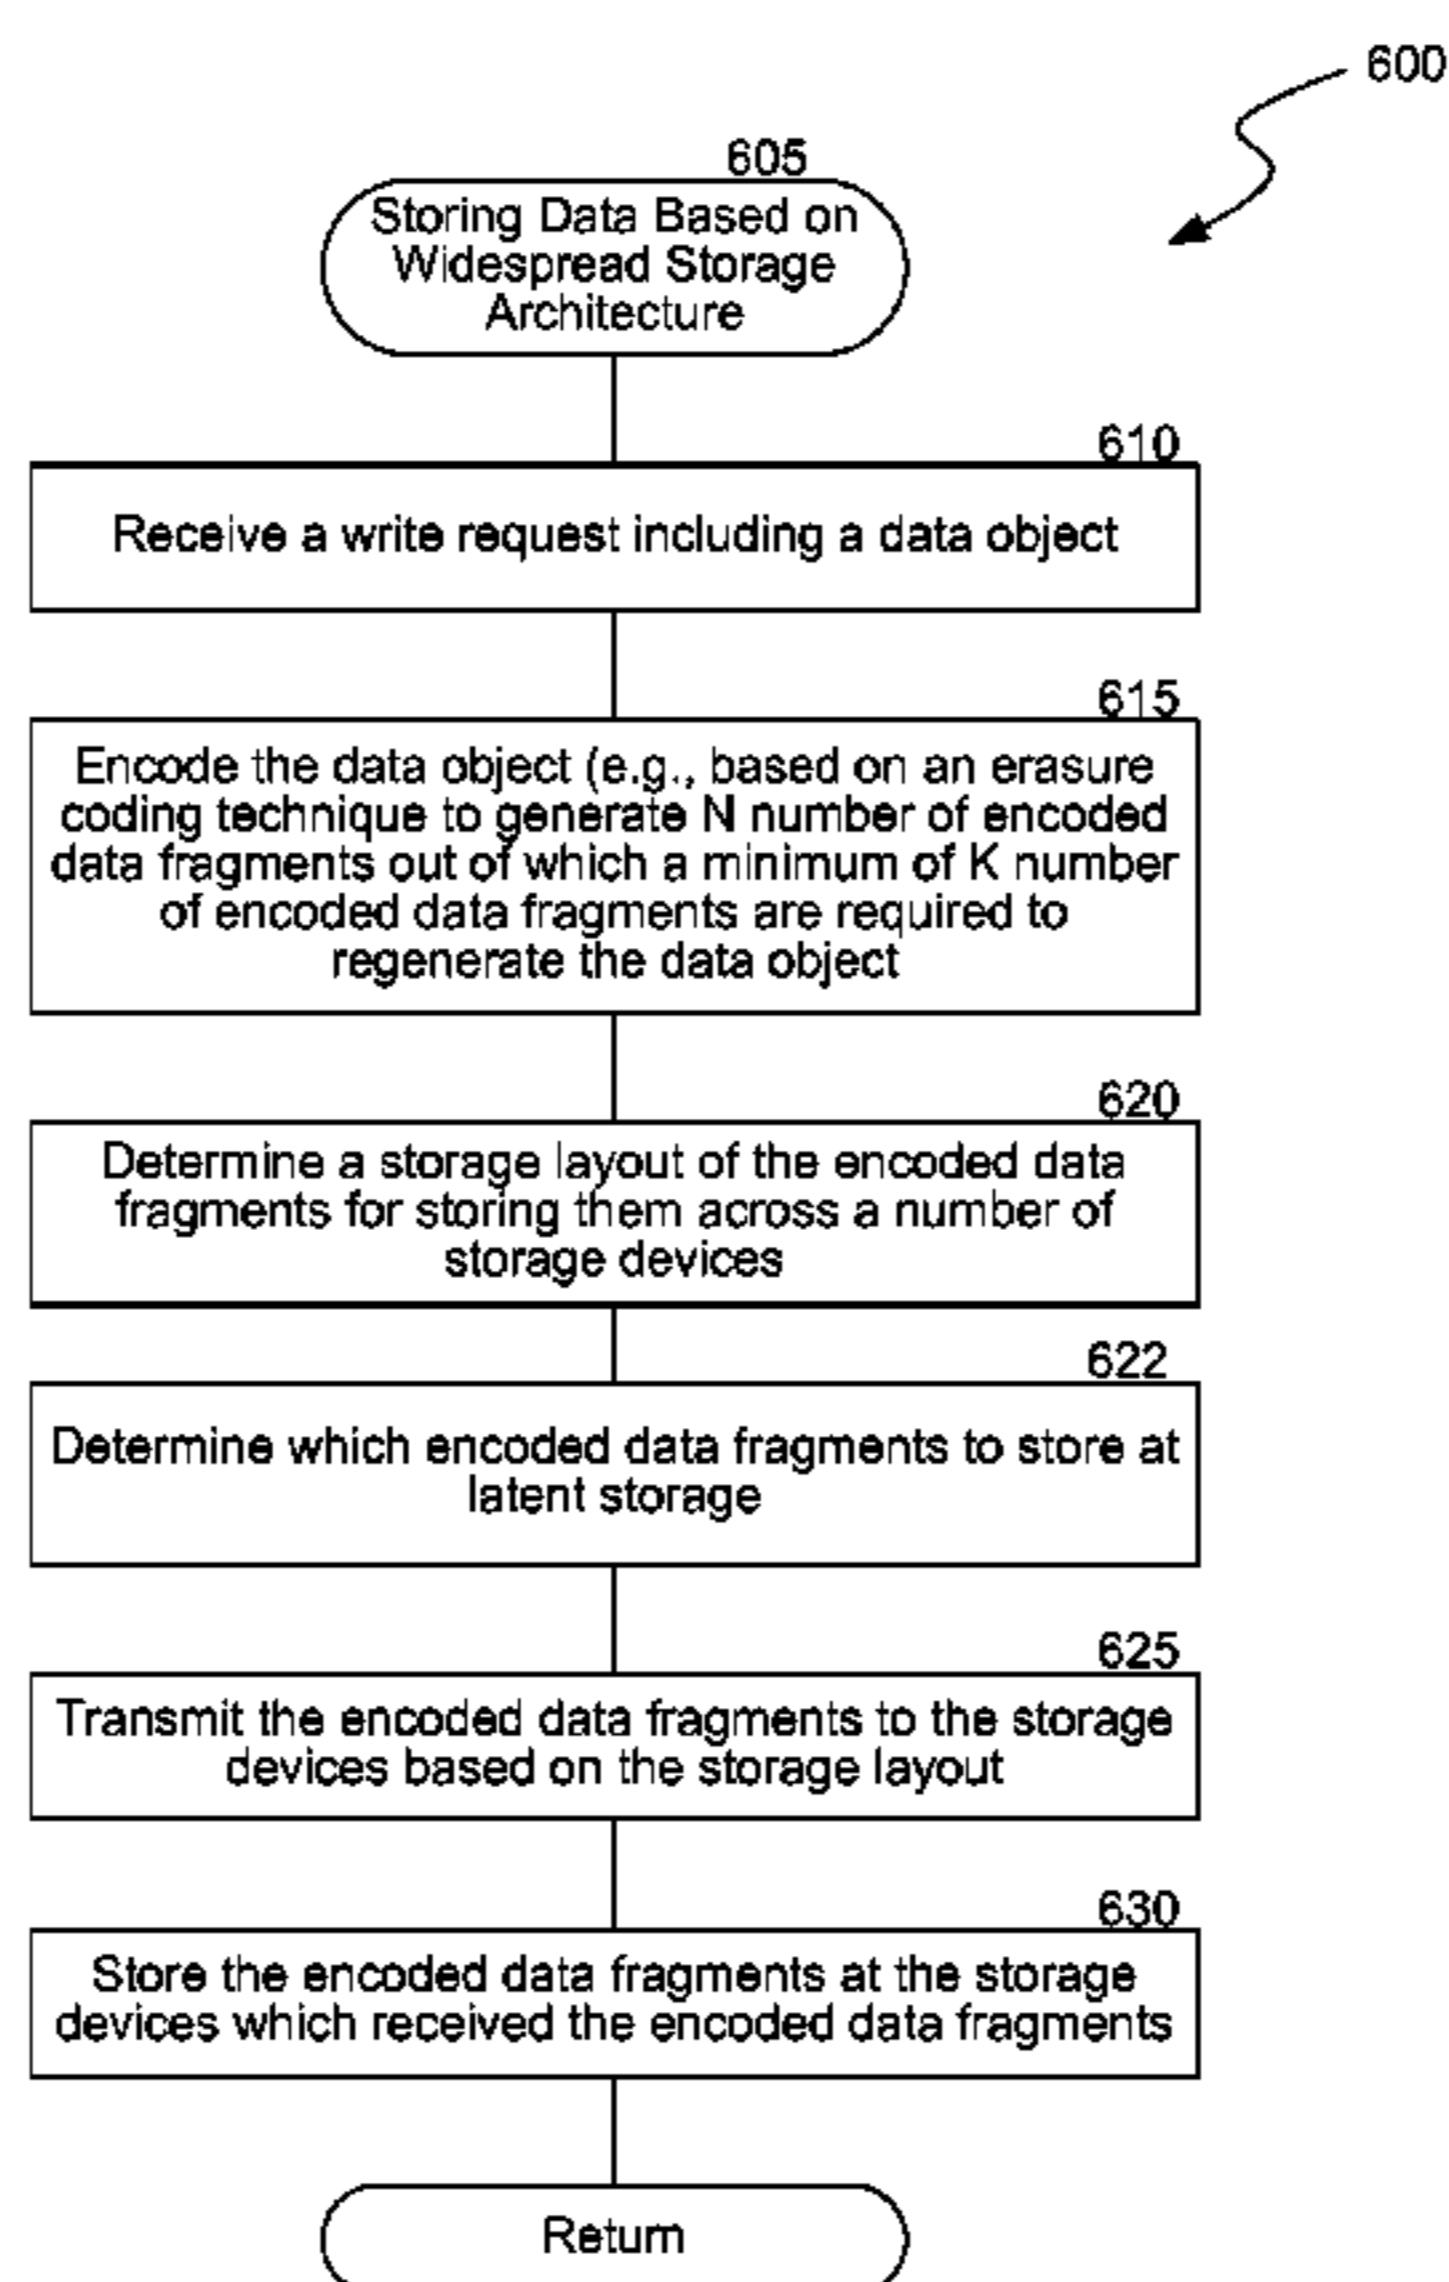 600
605
Storing Data Based on
Widespread Storage
Architecture
610
Receive a write request including a data object
615
Encode the data object (e.g., based on an erasure
coding technique to generate N number of encoded
data fragments out of which a minimum of K number
of encoded data fragments are required to
regenerate the data object
620
Determine a storage layout of the encoded data
fragments for storing them across a number of
storage devices
622
Determine which encoded data fragments to store at
latent storage
625
Transmit the encoded data fragments to the storage
devices based on the storage layout
630
Store the encoded data fragments at the storage
devices which received the encoded data fragments
Return